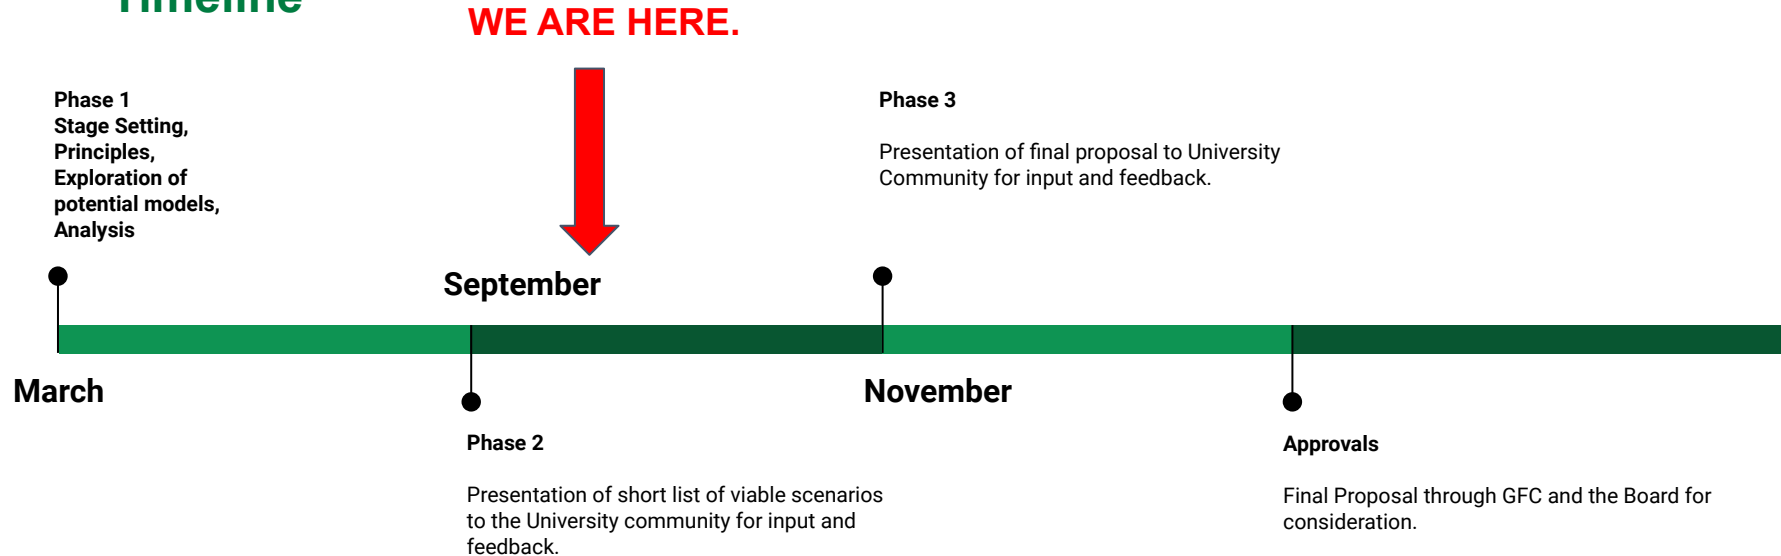 Timeline
WE ARE HERE.
Phase 1
Stage Setting,
Principles,
Exploration of
potential models,
Analysis
Phase 3
Presentation of final proposal to University
Community for input and feedback.
September
March
November
Phase 2
Presentation of short list of viable scenarios
to the University community for input and
feedback.
Approvals
Final Proposal through GFC and the Board for
consideration.